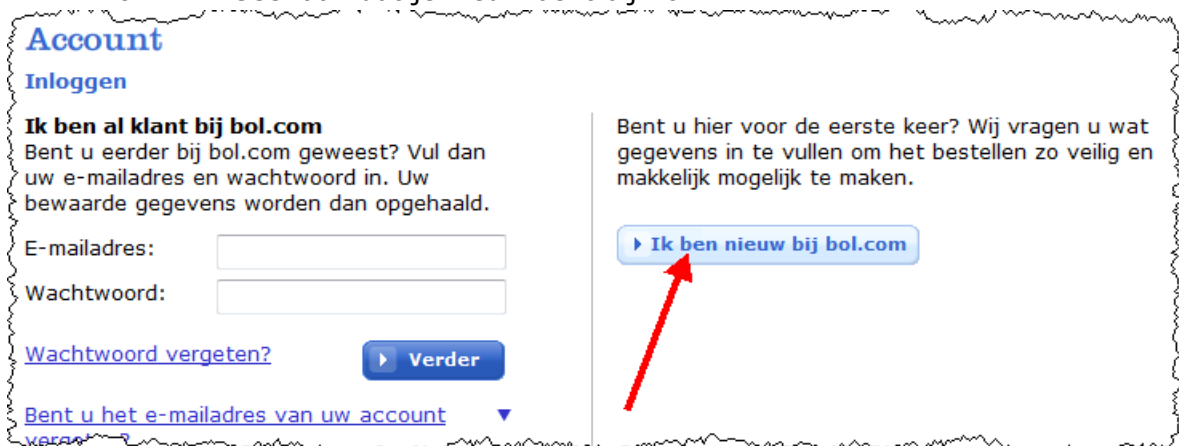 Account
Inloggen
Ik ben al klant bij bol.com
Bent u eerder bij bol.com geweest? Vul dan
uw e-mailadres en wachtwoord in. Uw
bewaarde gegevens worden dan opgehaald.
E-mailadres:
Wachtwoord:
Wachtwoord vergeten?
Verder
Bent u het e-mailadres van uw account
Bent u hier voor de eerste keer? Wij vragen u wat
gegevens in te vullen om het bestellen zo veilig en
makkelijk mogelijk te maken.
Ik ben nieuw bij bol.com